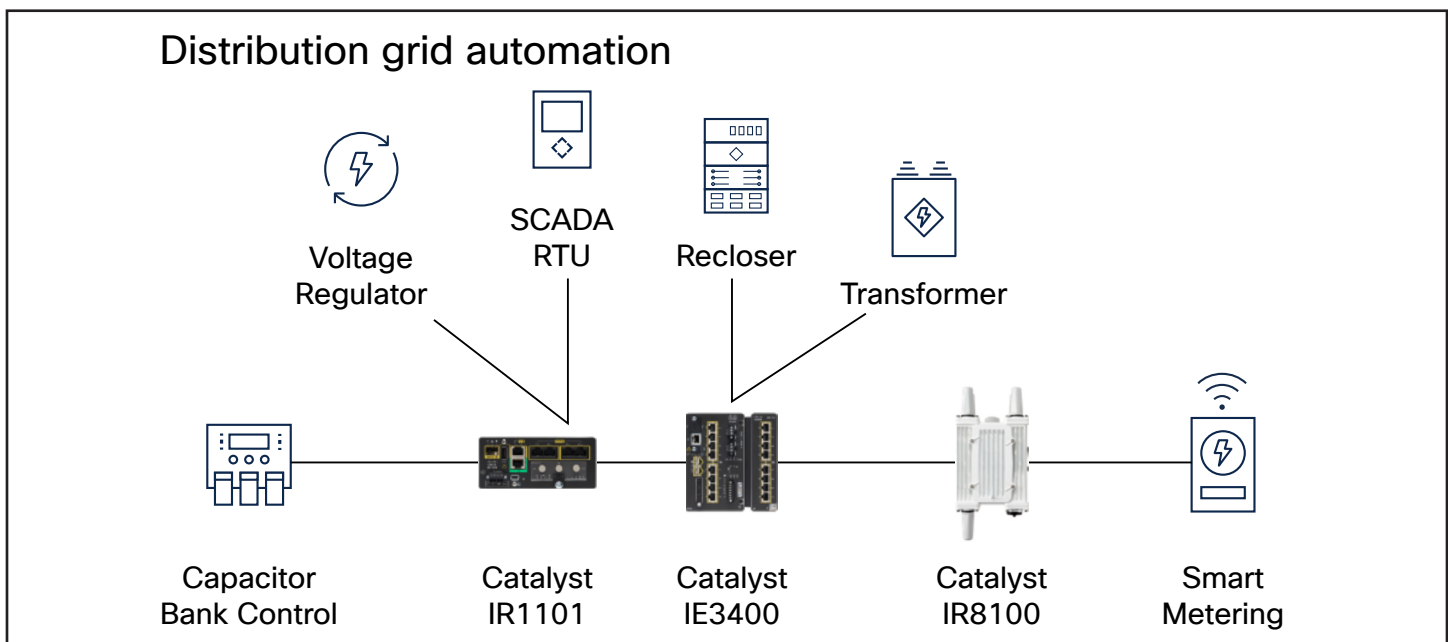 Distribution grid automation
Voltage
Regulator
SCADA
RTU
Recloser
Transformer
Capacitor
Bank Control
Catalyst
IR1101
Catalyst
IE3400
Catalyst
IR8100
Smart
Metering